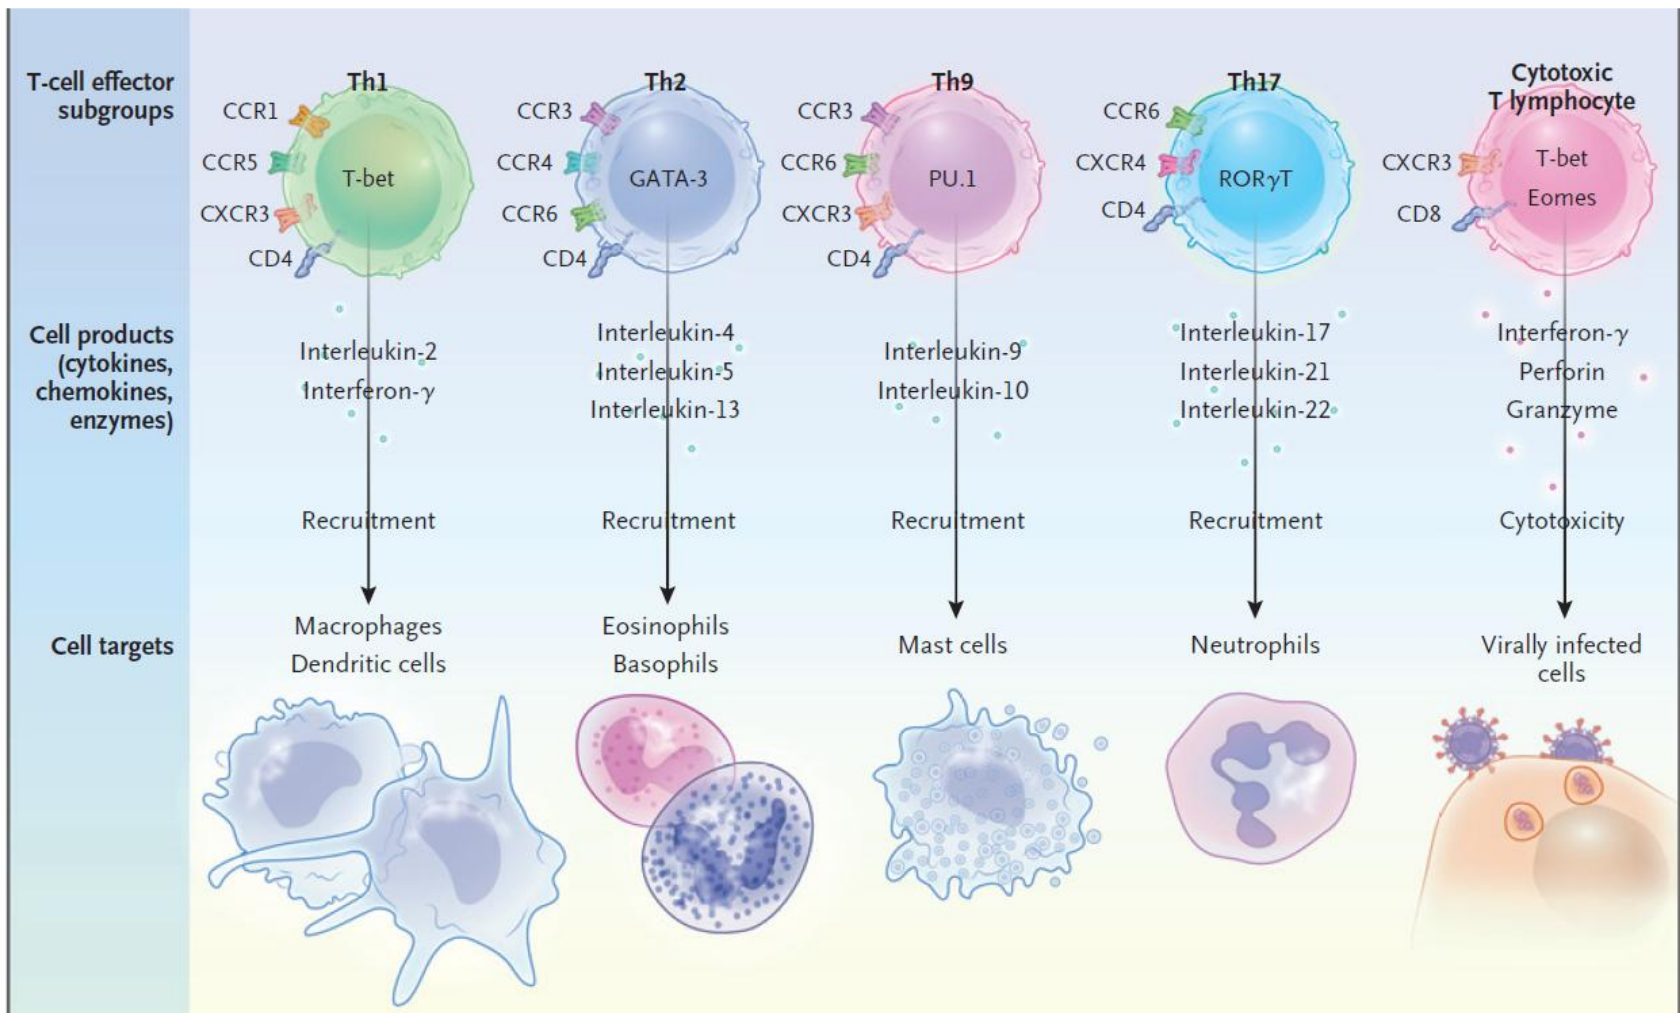 T-cell effector
subgroups
Th1
CCR1
CCR5
CXCR3
CD4
T-bet
Th2
CCR3
CCR4
CCR6
CD4
GATA-3
Th9
CCR3
CCR6
CXCR3
CD4
PU.1
Th17
CCR6
CXCR4
CD4
RORγT
Cytotoxic
T lymphocyte
CXCR3
CD8
T-bet
Eomes
Cell products
(cytokines,
chemokines,
enzymes)
Interleukin-2
Interferon-γ
Interleukin-4
Interleukin-5
Interleukin-13
Interleukin-9
Interleukin-10
Interleukin-17
Interleukin-21
Interleukin-22
Interferon-γ
Perforin
Granzyme
Recruitment
Recruitment
Recruitment
Recruitment
Cytotoxicity
Cell targets
Macrophages
Dendritic cells
Eosinophils
Basophils
Mast cells
Neutrophils
Virally infected
cells